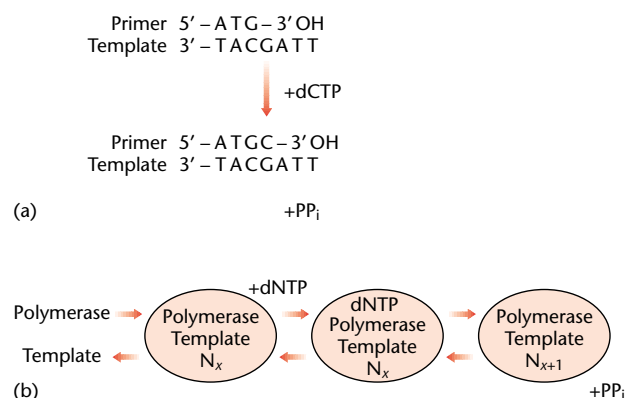 Primer 5′ – A T G – 3′ OH
Template 3′ – T A C G A T T
+dCTP
Primer 5′ – A T G C – 3′ OH
Template 3′ – T A C G A T T
(a) +PPi
+dNTP
Polymerase
Template
Polymerase
Template
Nx
dNTP
Polymerase
Template
Nx
Polymerase
Template
Nx+1
(b) +PPi